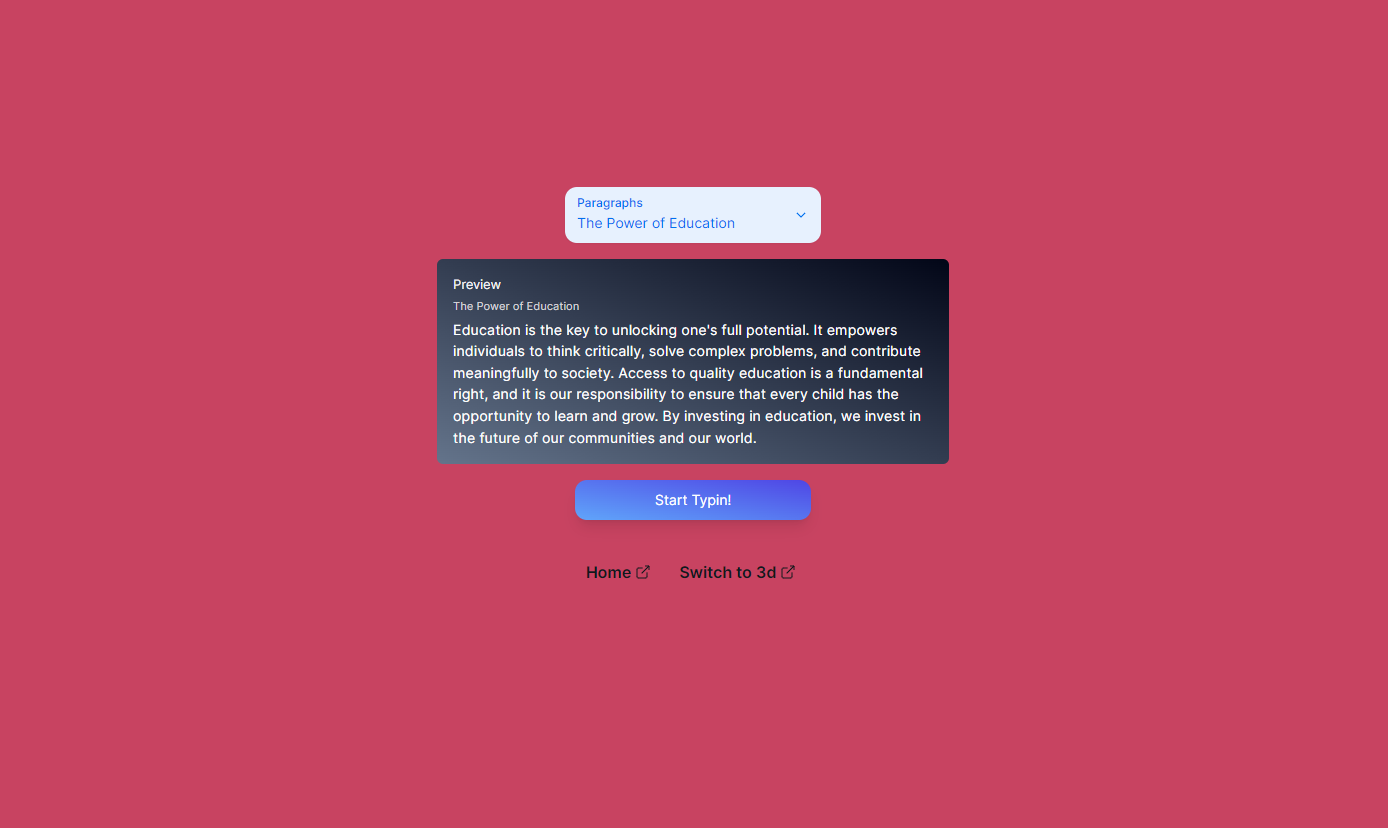 Paragraphs
The Power of Education
Preview
The Power of Education
Education is the key to unlocking one's full potential. It empowers
individuals to think critically, solve complex problems, and contribute
meaningfully to society. Access to quality education is a fundamental
right, and it is our responsibility to ensure that every child has the
opportunity to learn and grow. By investing in education, we invest in
the future of our communities and our world.
Start Typin!
Home
Switch to 3d